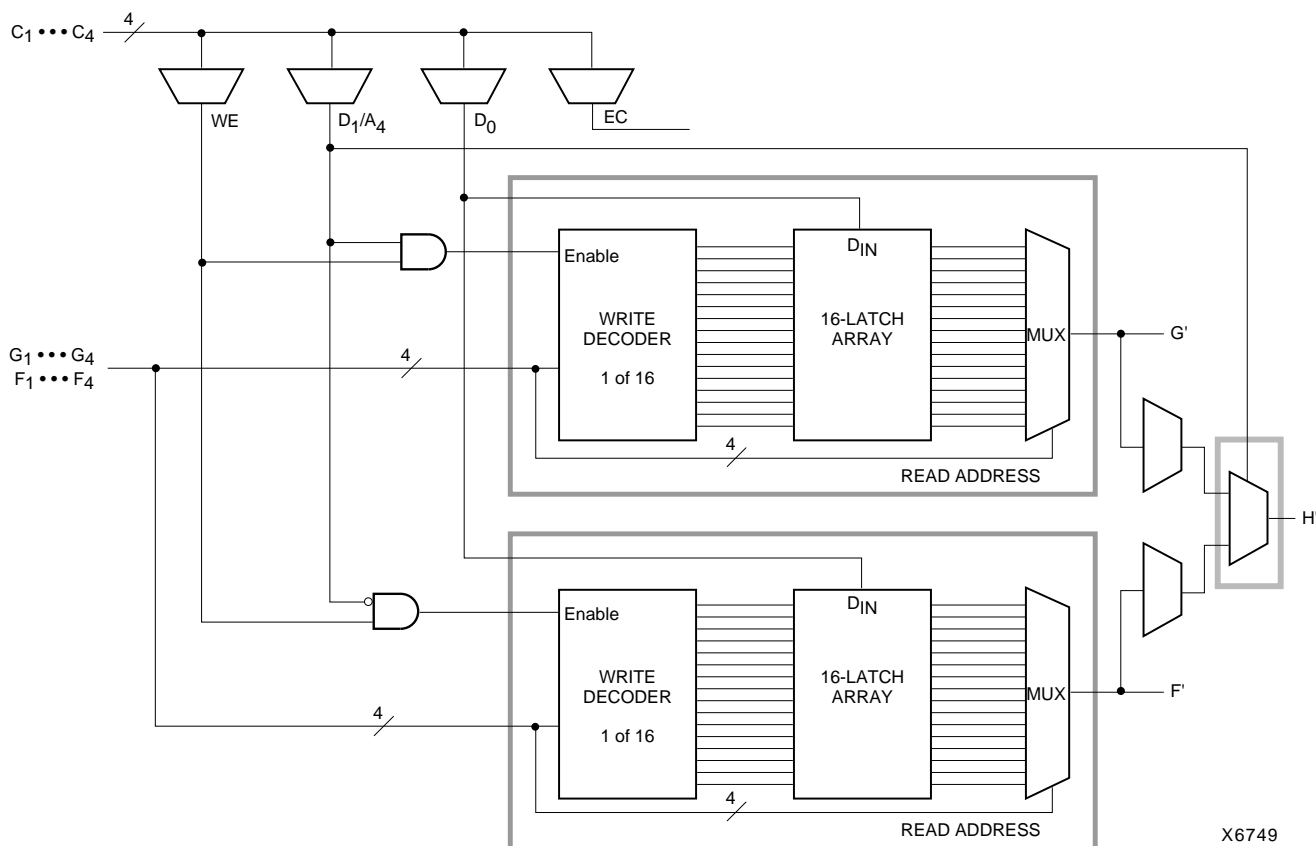 C1 ••• C4
4
WE
D1/A4
D0
EC
Enable
WRITE
DECODER
1 of 16
DIN
16-LATCH
ARRAY
MUX
G'
G1 ••• G4
F1 ••• F4
4
4
READ ADDRESS
H'
Enable
WRITE
DECODER
1 of 16
DIN
16-LATCH
ARRAY
MUX
F'
4
4
READ ADDRESS
X6749